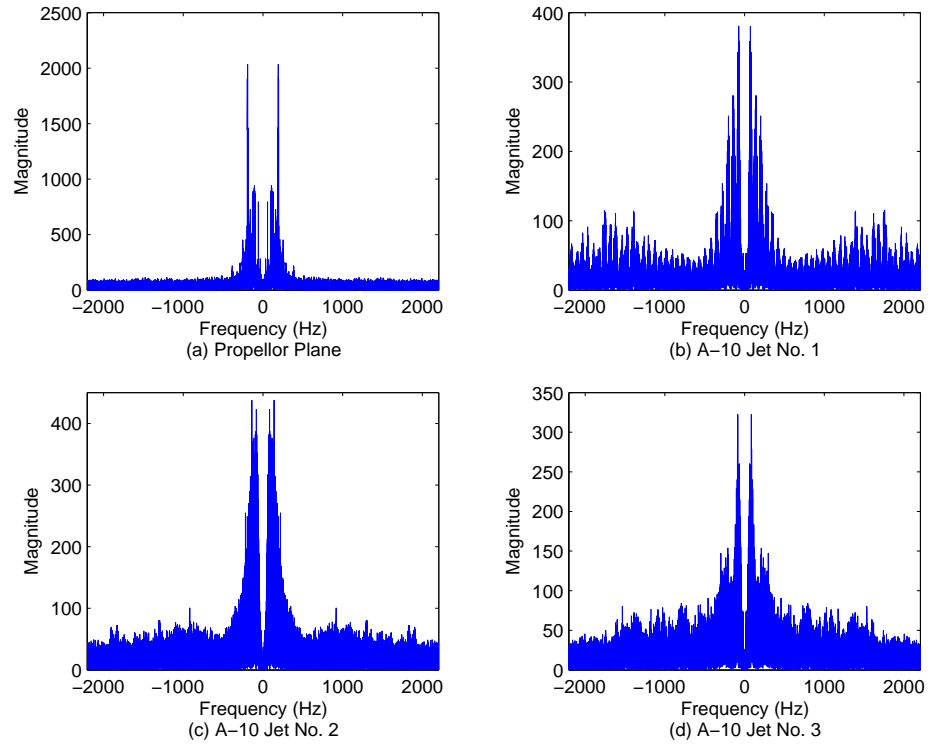 2500
2000
1500
1000
500
0
Magnitude
−2000 −1000 0 1000 2000
Frequency (Hz)
(a) Propellor Plane
400
300
200
100
0
Magnitude
−2000 −1000 0 1000 2000
Frequency (Hz)
(b) A−10 Jet No. 1
400
300
200
100
0
Magnitude
−2000 −1000 0 1000 2000
Frequency (Hz)
(c) A−10 Jet No. 2
350
300
250
200
150
100
50
0
Magnitude
−2000 −1000 0 1000 2000
Frequency (Hz)
(d) A−10 Jet No. 3